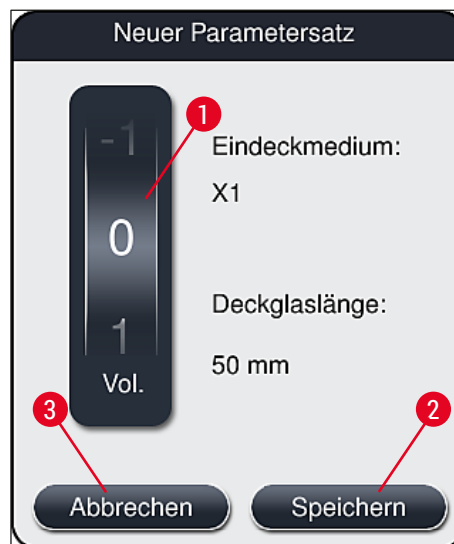 Neuer Parametersatz
1
-1
Eindeckmedium:
X1
0
Deckglaslänge:
1
50 mm
Vol.
3
2
Abbrechen
Speichern